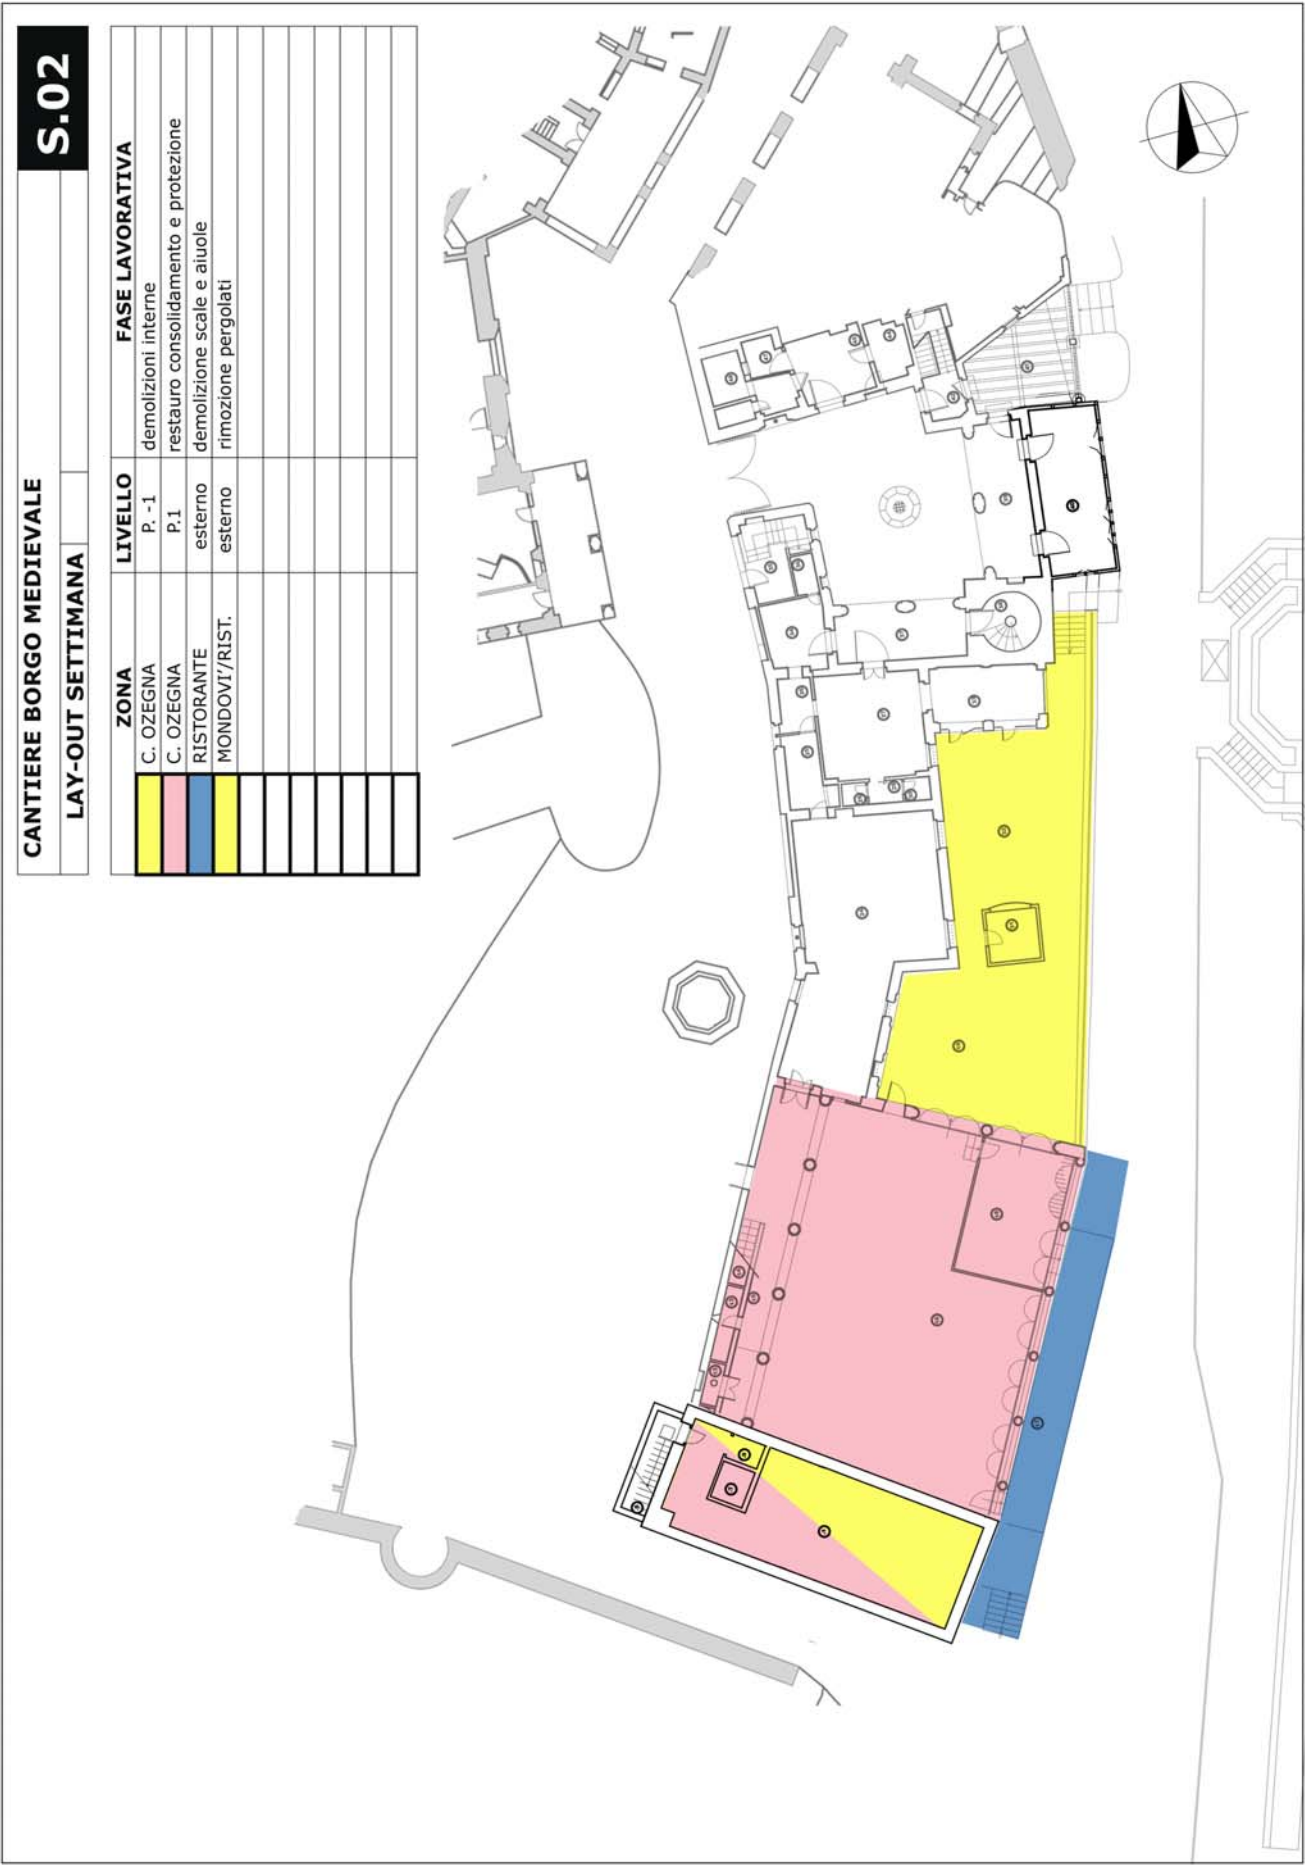 CANTIERE BORGO MEDIEVALE
S.02
LAY-OUT SETTIMANA
ZONA LIVELLO FASE LAVORATIVA
C. OZEGNA P. -1 demolizioni interne
C. OZEGNA P.1 restauro consolidamento e protezione
RISTORANTE esterno demolizione scale e aiuole
MONDOVI'/RIST. esterno rimozione pergolati